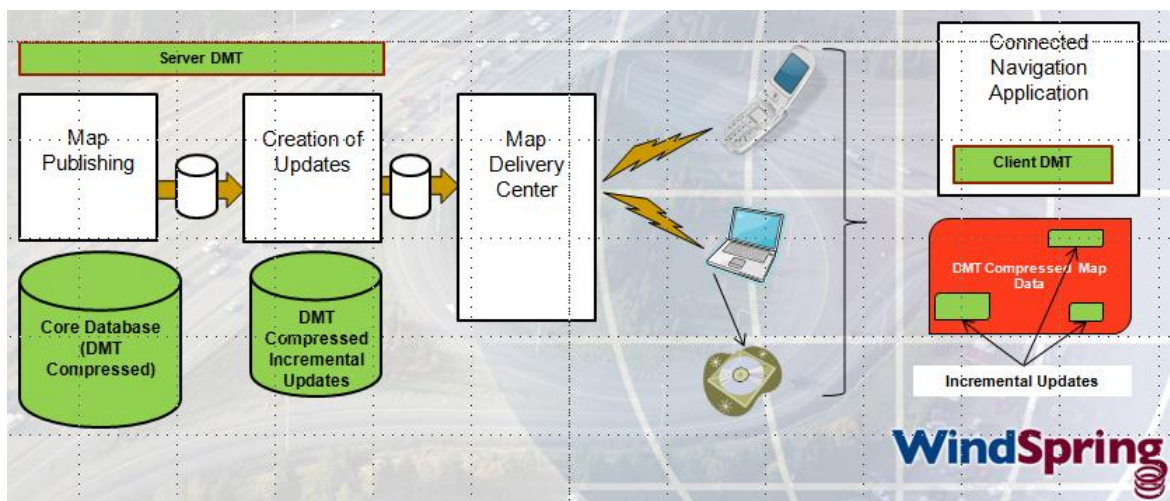 Server DMT
Map
Publishing
Creation of
Updates
Map
Delivery
Center
Core Database
(DMT
Compressed)
DMT
Compressed
Incremental
Updates
Connected
Navigation
Application
Client DMT
DMT Compressed Map
Data
Incremental Updates
WindSpring